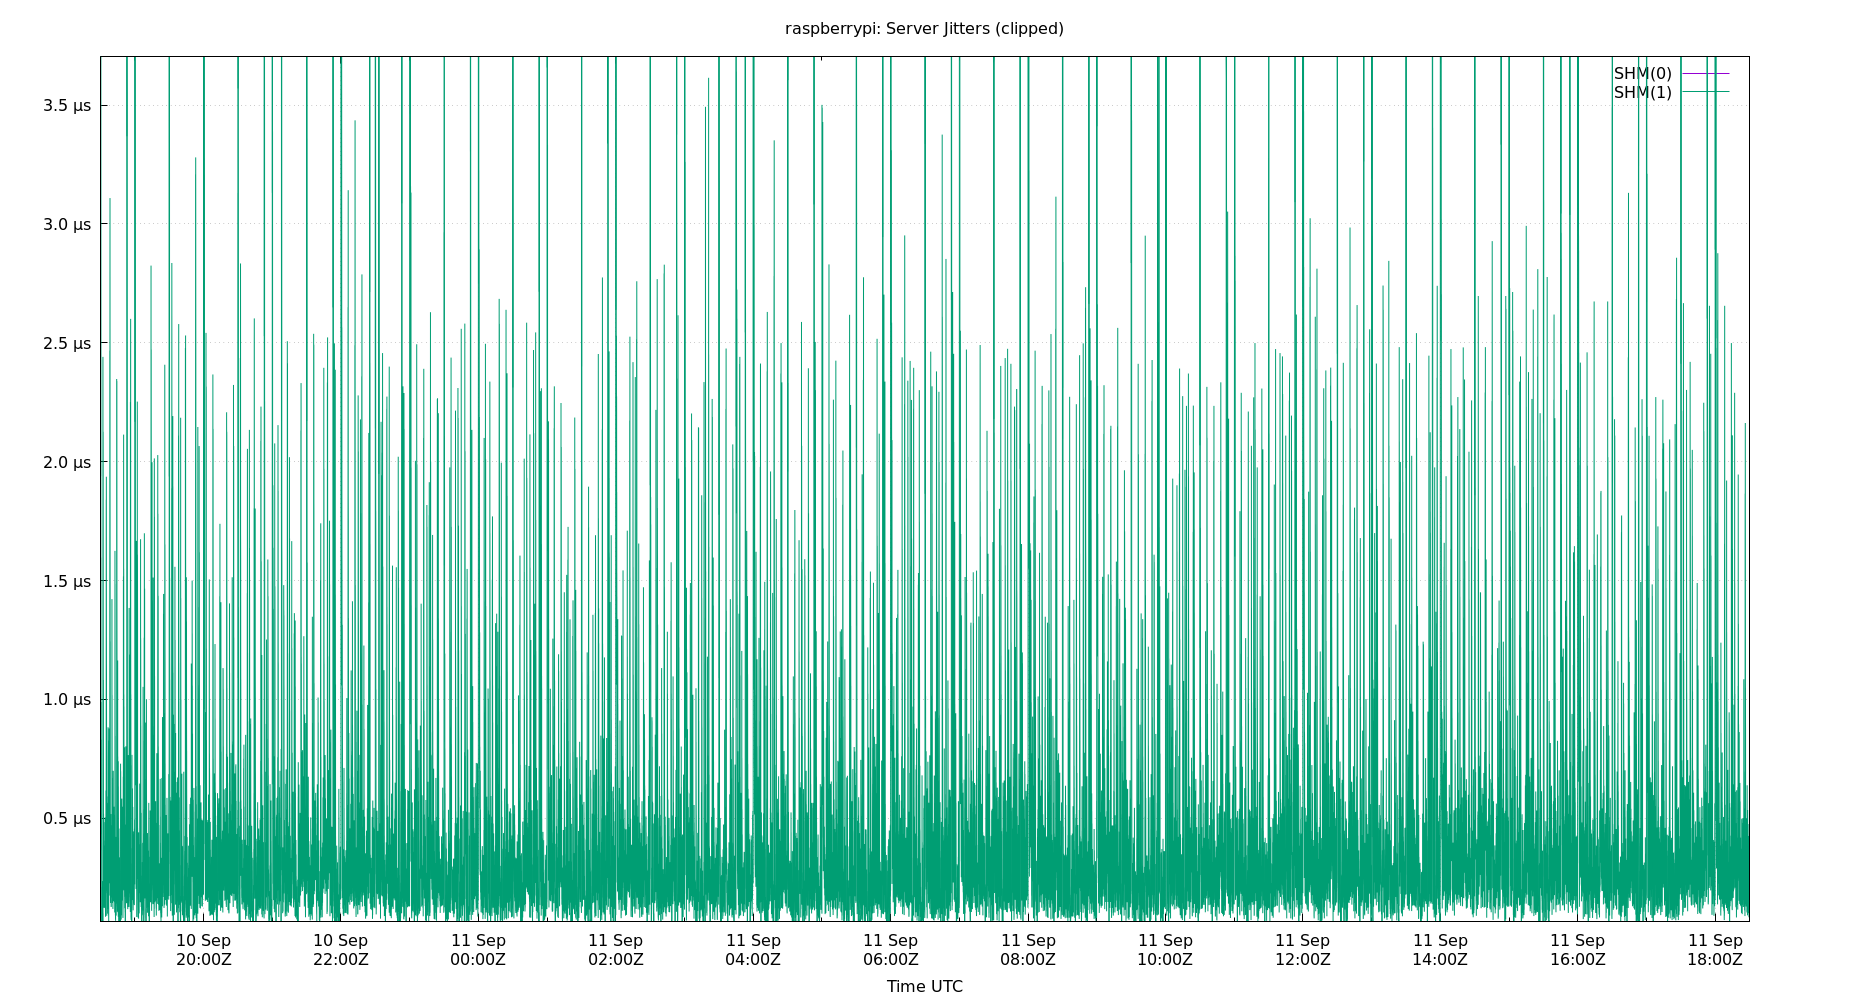 raspberrypi: Server Jitters (clipped)
SHM(0)
SHM(1)
3.5 µs
3.0 µs
2.5 µs
2.0 µs
1.5 µs
1.0 µs
0.5 µs
10 Sep 10 Sep 11 Sep 11 Sep 11 Sep 11 Sep 11 Sep 11 Sep 11 Sep 11 Sep 11 Sep 11 Sep
20:00Z 22:00Z 00:00Z 02:00Z 04:00Z 06:00Z 08:00Z 10:00Z 12:00Z 14:00Z 16:00Z 18:00Z
Time UTC